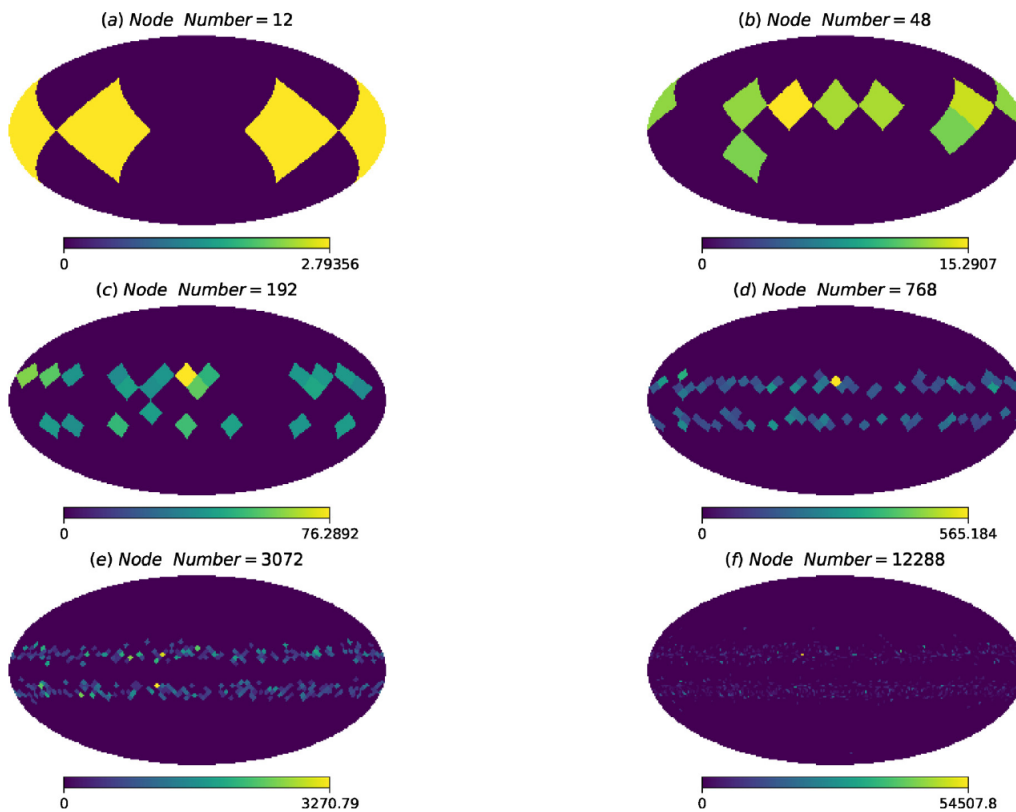 (a) Node Number = 12
(b) Node Number = 48
0 2.79356
0 15.2907
(c) Node Number = 192
(d) Node Number = 768
0 76.2892
0 565.184
(e) Node Number = 3072
(f) Node Number = 12288
0 3270.79
0 54507.8